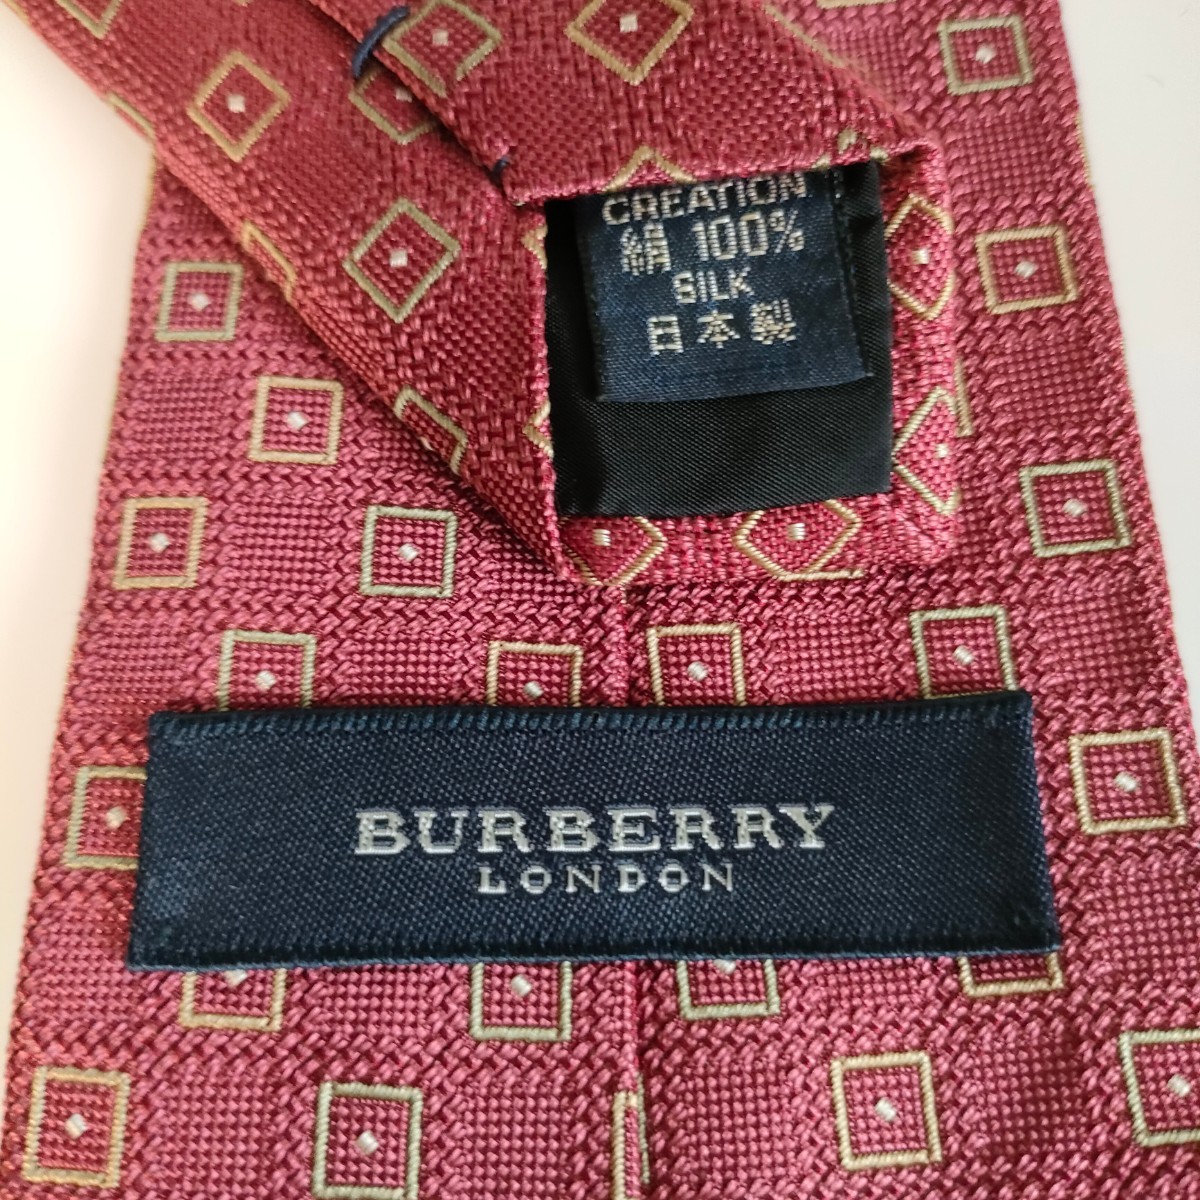 CREATION
絹 100%
SILK
日本製
BURBERRY
LONDON